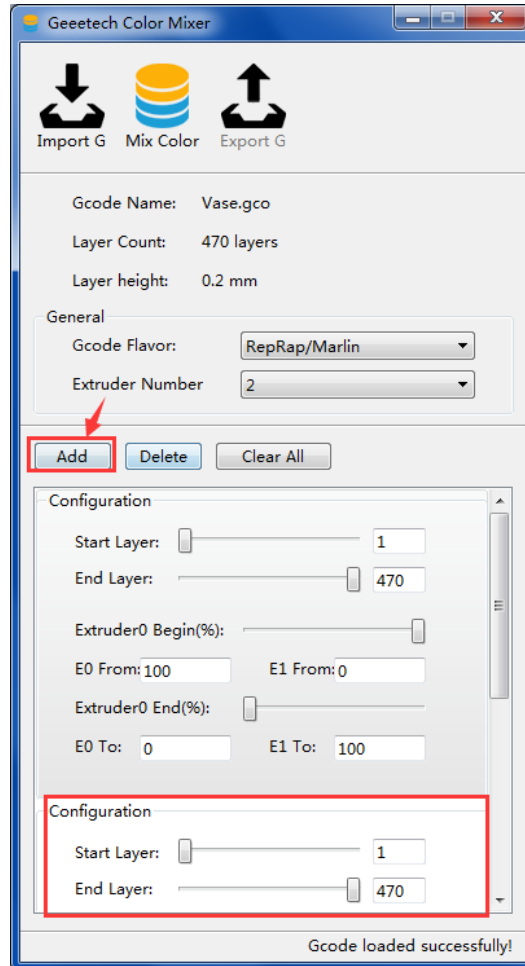 Geeetech Color Mixer
Import G Mix Color Export G
Gcode Name: Vase.gco
Layer Count: 470 layers
Layer height: 0.2 mm
General
Gcode Flavor: RepRap/Marlin
Extruder Number 2
Add Delete Clear All
Configuration
Start Layer: 1
End Layer: 470
Extruder0 Begin(%):
E0 From: 100 E1 From: 0
Extruder0 End(%):
E0 To: 0 E1 To: 100
Configuration
Start Layer: 1
End Layer: 470
Gcode loaded successfully!